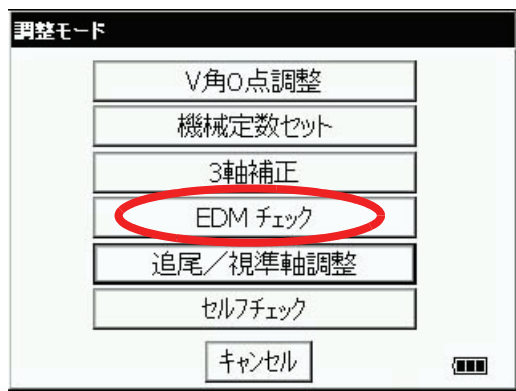 調整モード
V角0点調整
機械定数セット
3軸補正
EDM チェック
追尾／視準軸調整
セルフチェック
キャンセル